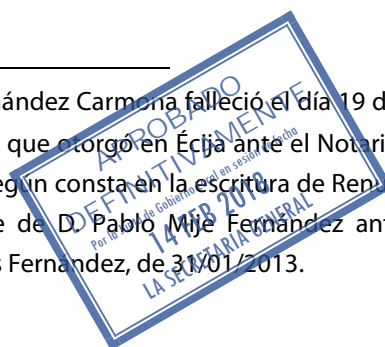 nández Carmona falleció el día 19 d
que otorgó en Écija ante el Notari
egún consta en la escritura de Renu
e de D. Pablo Mije Fernández ant
s Fernández, de 31/01/2013.
APROBADO
DEFINITIVAMENTE
Por la Junta de Gobierno Local en sesión de fecha
14 FEB 2018
LA SECRETARIA GENERAL